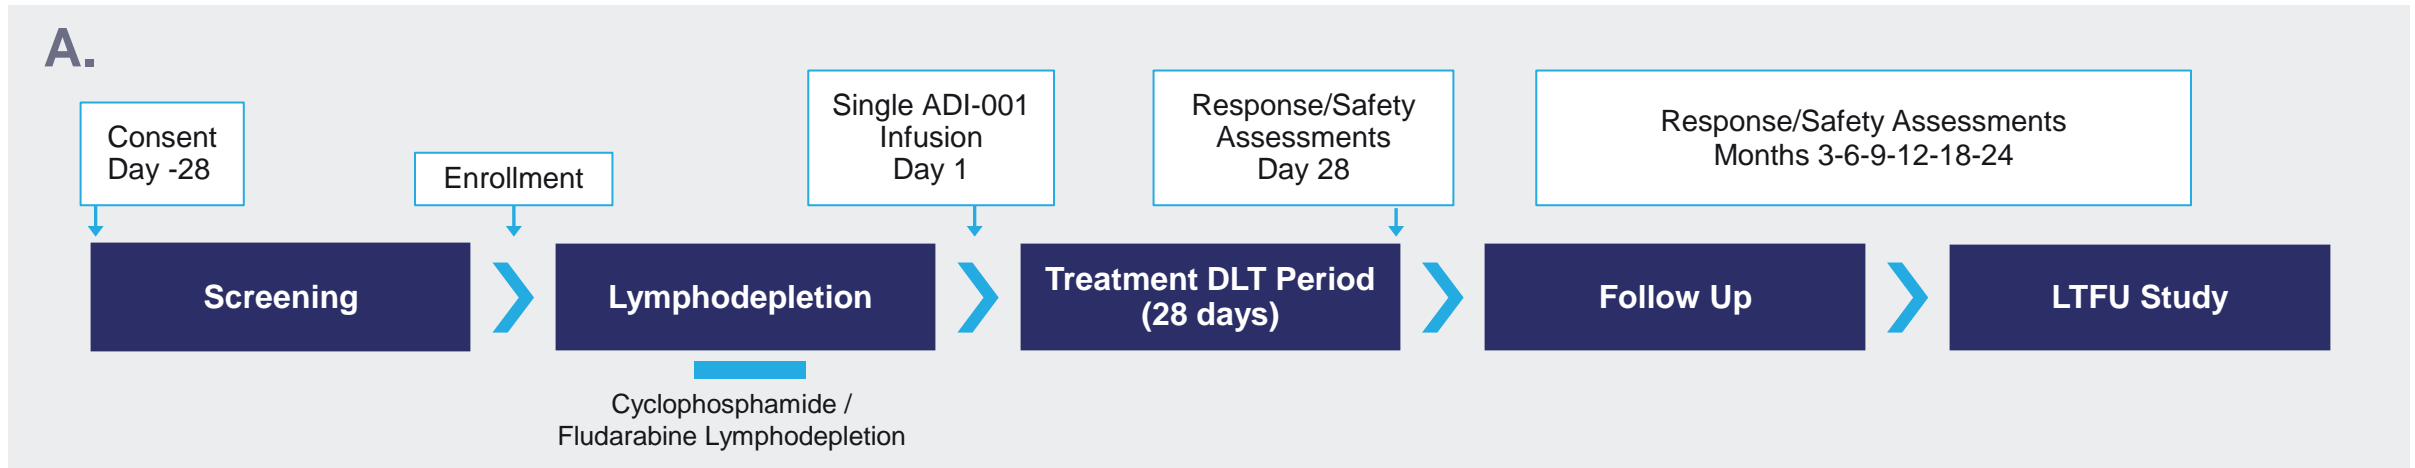 A.
Consent
Day -28
Enrollment
Single ADI-001
Infusion
Day 1
Response/Safety
Assessments
Day 28
Response/Safety Assessments
Months 3-6-9-12-18-24
Screening
Lymphodepletion
Treatment DLT Period
(28 days)
Follow Up
LTFU Study
Cyclophosphamide /
Fludarabine Lymphodepletion